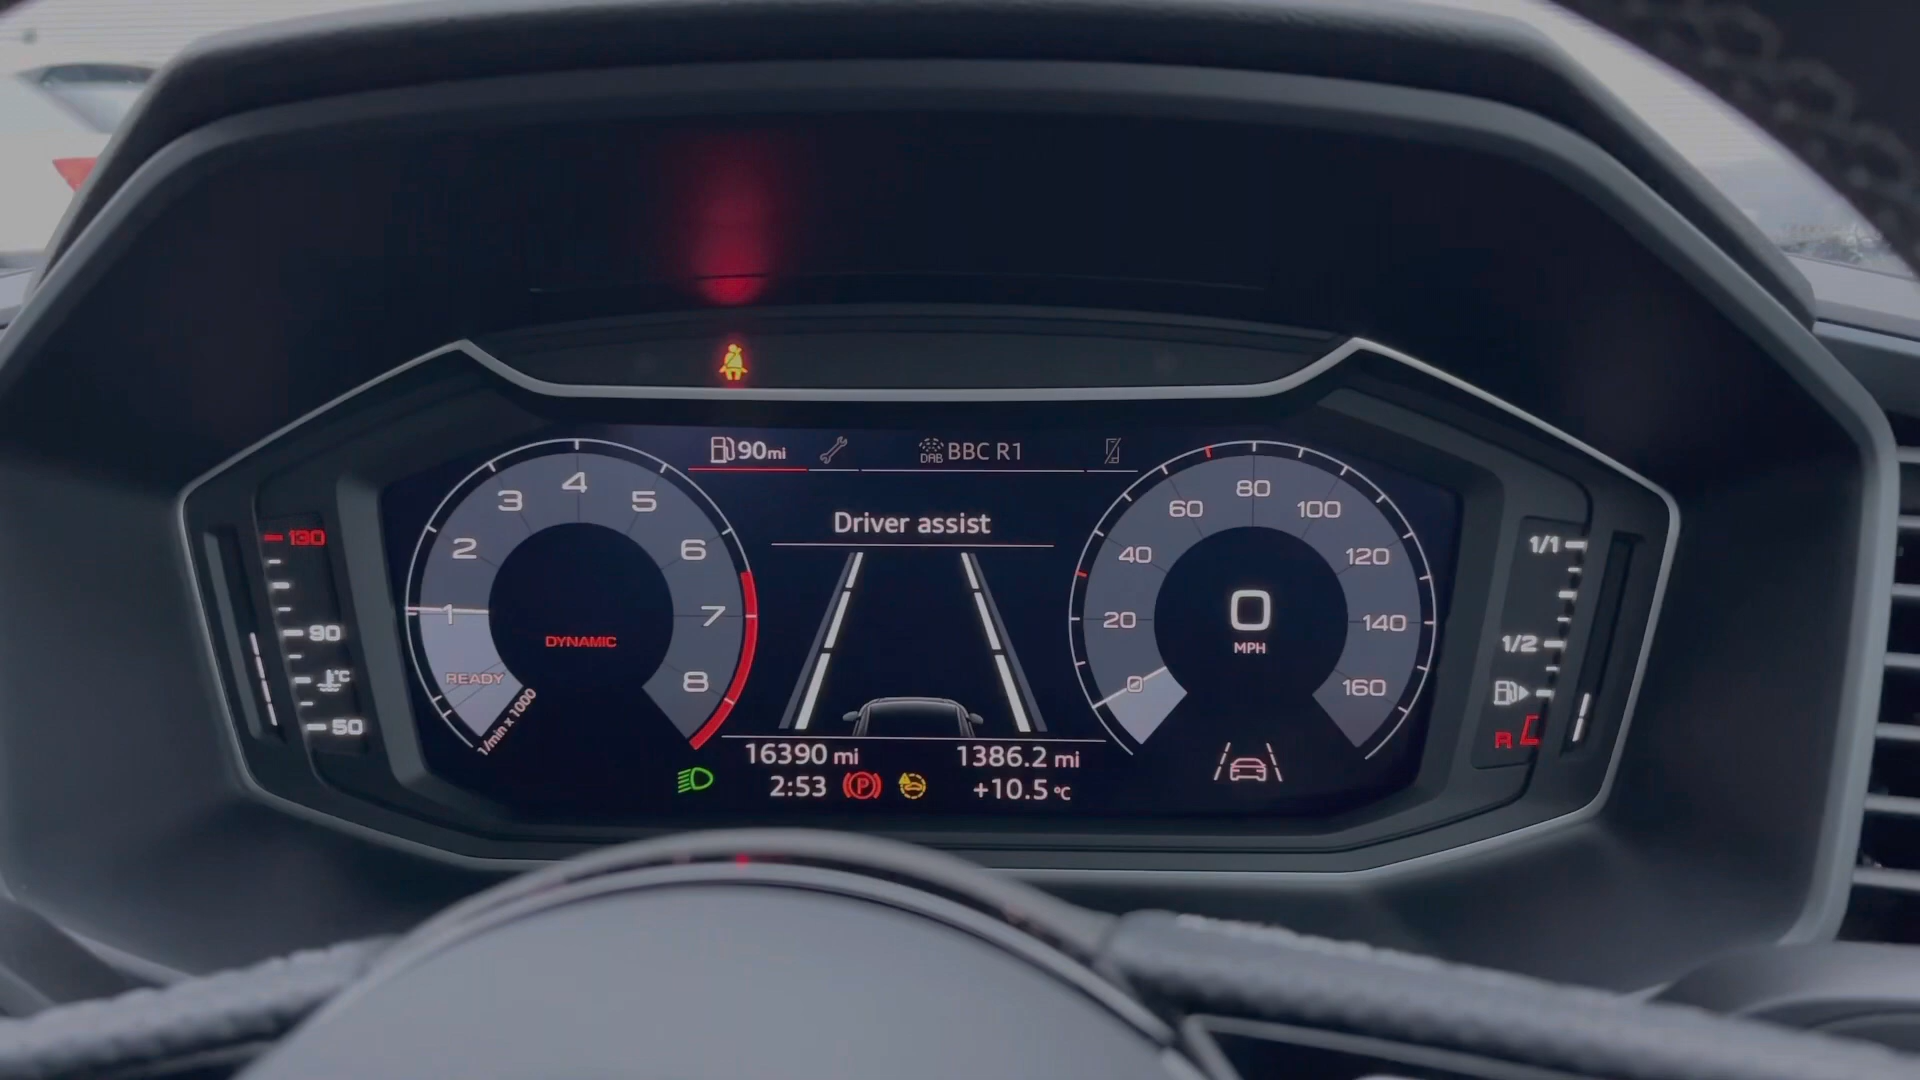 90mi
DAB BBC R1
Driver assist
1 2 3 4 5 6 7 8
READY
DYNAMIC
1/min x 1000
0 20 40 60 80 100 120 140 160
0
MPH
130
90
°C
50
1/1
1/2
R
16390 mi
1386.2 mi
2:53
P
+10.5 °C